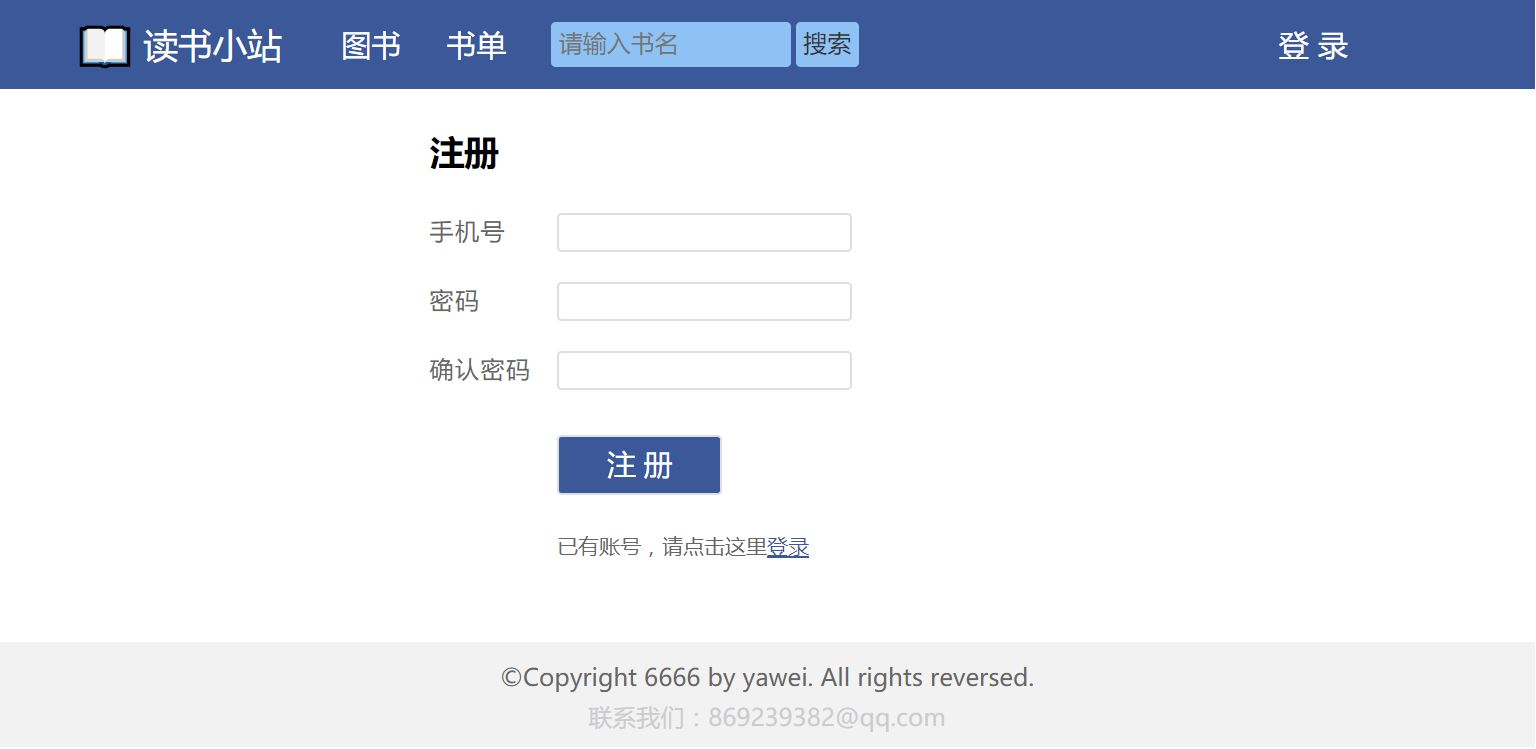 读书小站 图书 书单 请输入书名 搜索 登 录
注册
手机号
密码
确认密码
注 册
已有账号，请点击这里登录
©Copyright 6666 by yawei. All rights reversed.
联系我们：869239382@qq.com